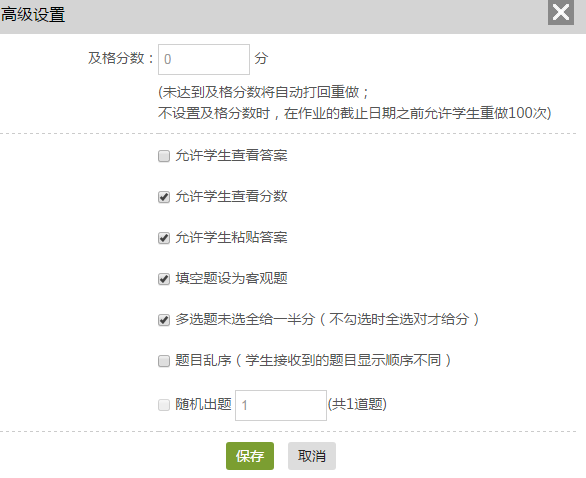 高级设置
及格分数：0 分
(未达到及格分数将自动打回重做；
不设置及格分数时，在作业的截止日期之前允许学生重做100次)
允许学生查看答案
允许学生查看分数
允许学生粘贴答案
填空题设为客观题
多选题未选全给一半分（不勾选时全选对才给分）
题目乱序（学生接收到的题目显示顺序不同）
随机出题 1 (共1道题)
保存 取消